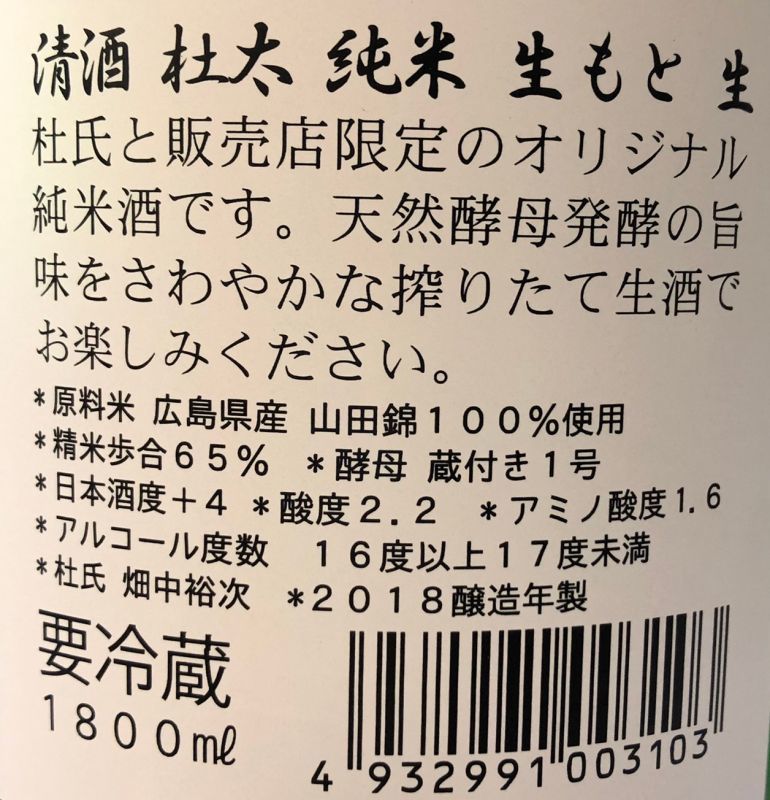 清酒 杜太 純米 生もと 生
杜氏と販売店限定のオリジナル
純米酒です。天然酵母発酵の旨
味をさわやかな搾りたて生酒で
お楽しみください。
*原料米 広島県産 山田錦１００%使用
*精米歩合６５% *酵母 蔵付き１号
*日本酒度＋４ *酸度２.２ *アミノ酸度1.6
*アルコール度数 １６度以上１７度未満
*杜氏 畑中裕次 *２０１８醸造年製
要冷蔵
１８００㎖
4 932991 003103